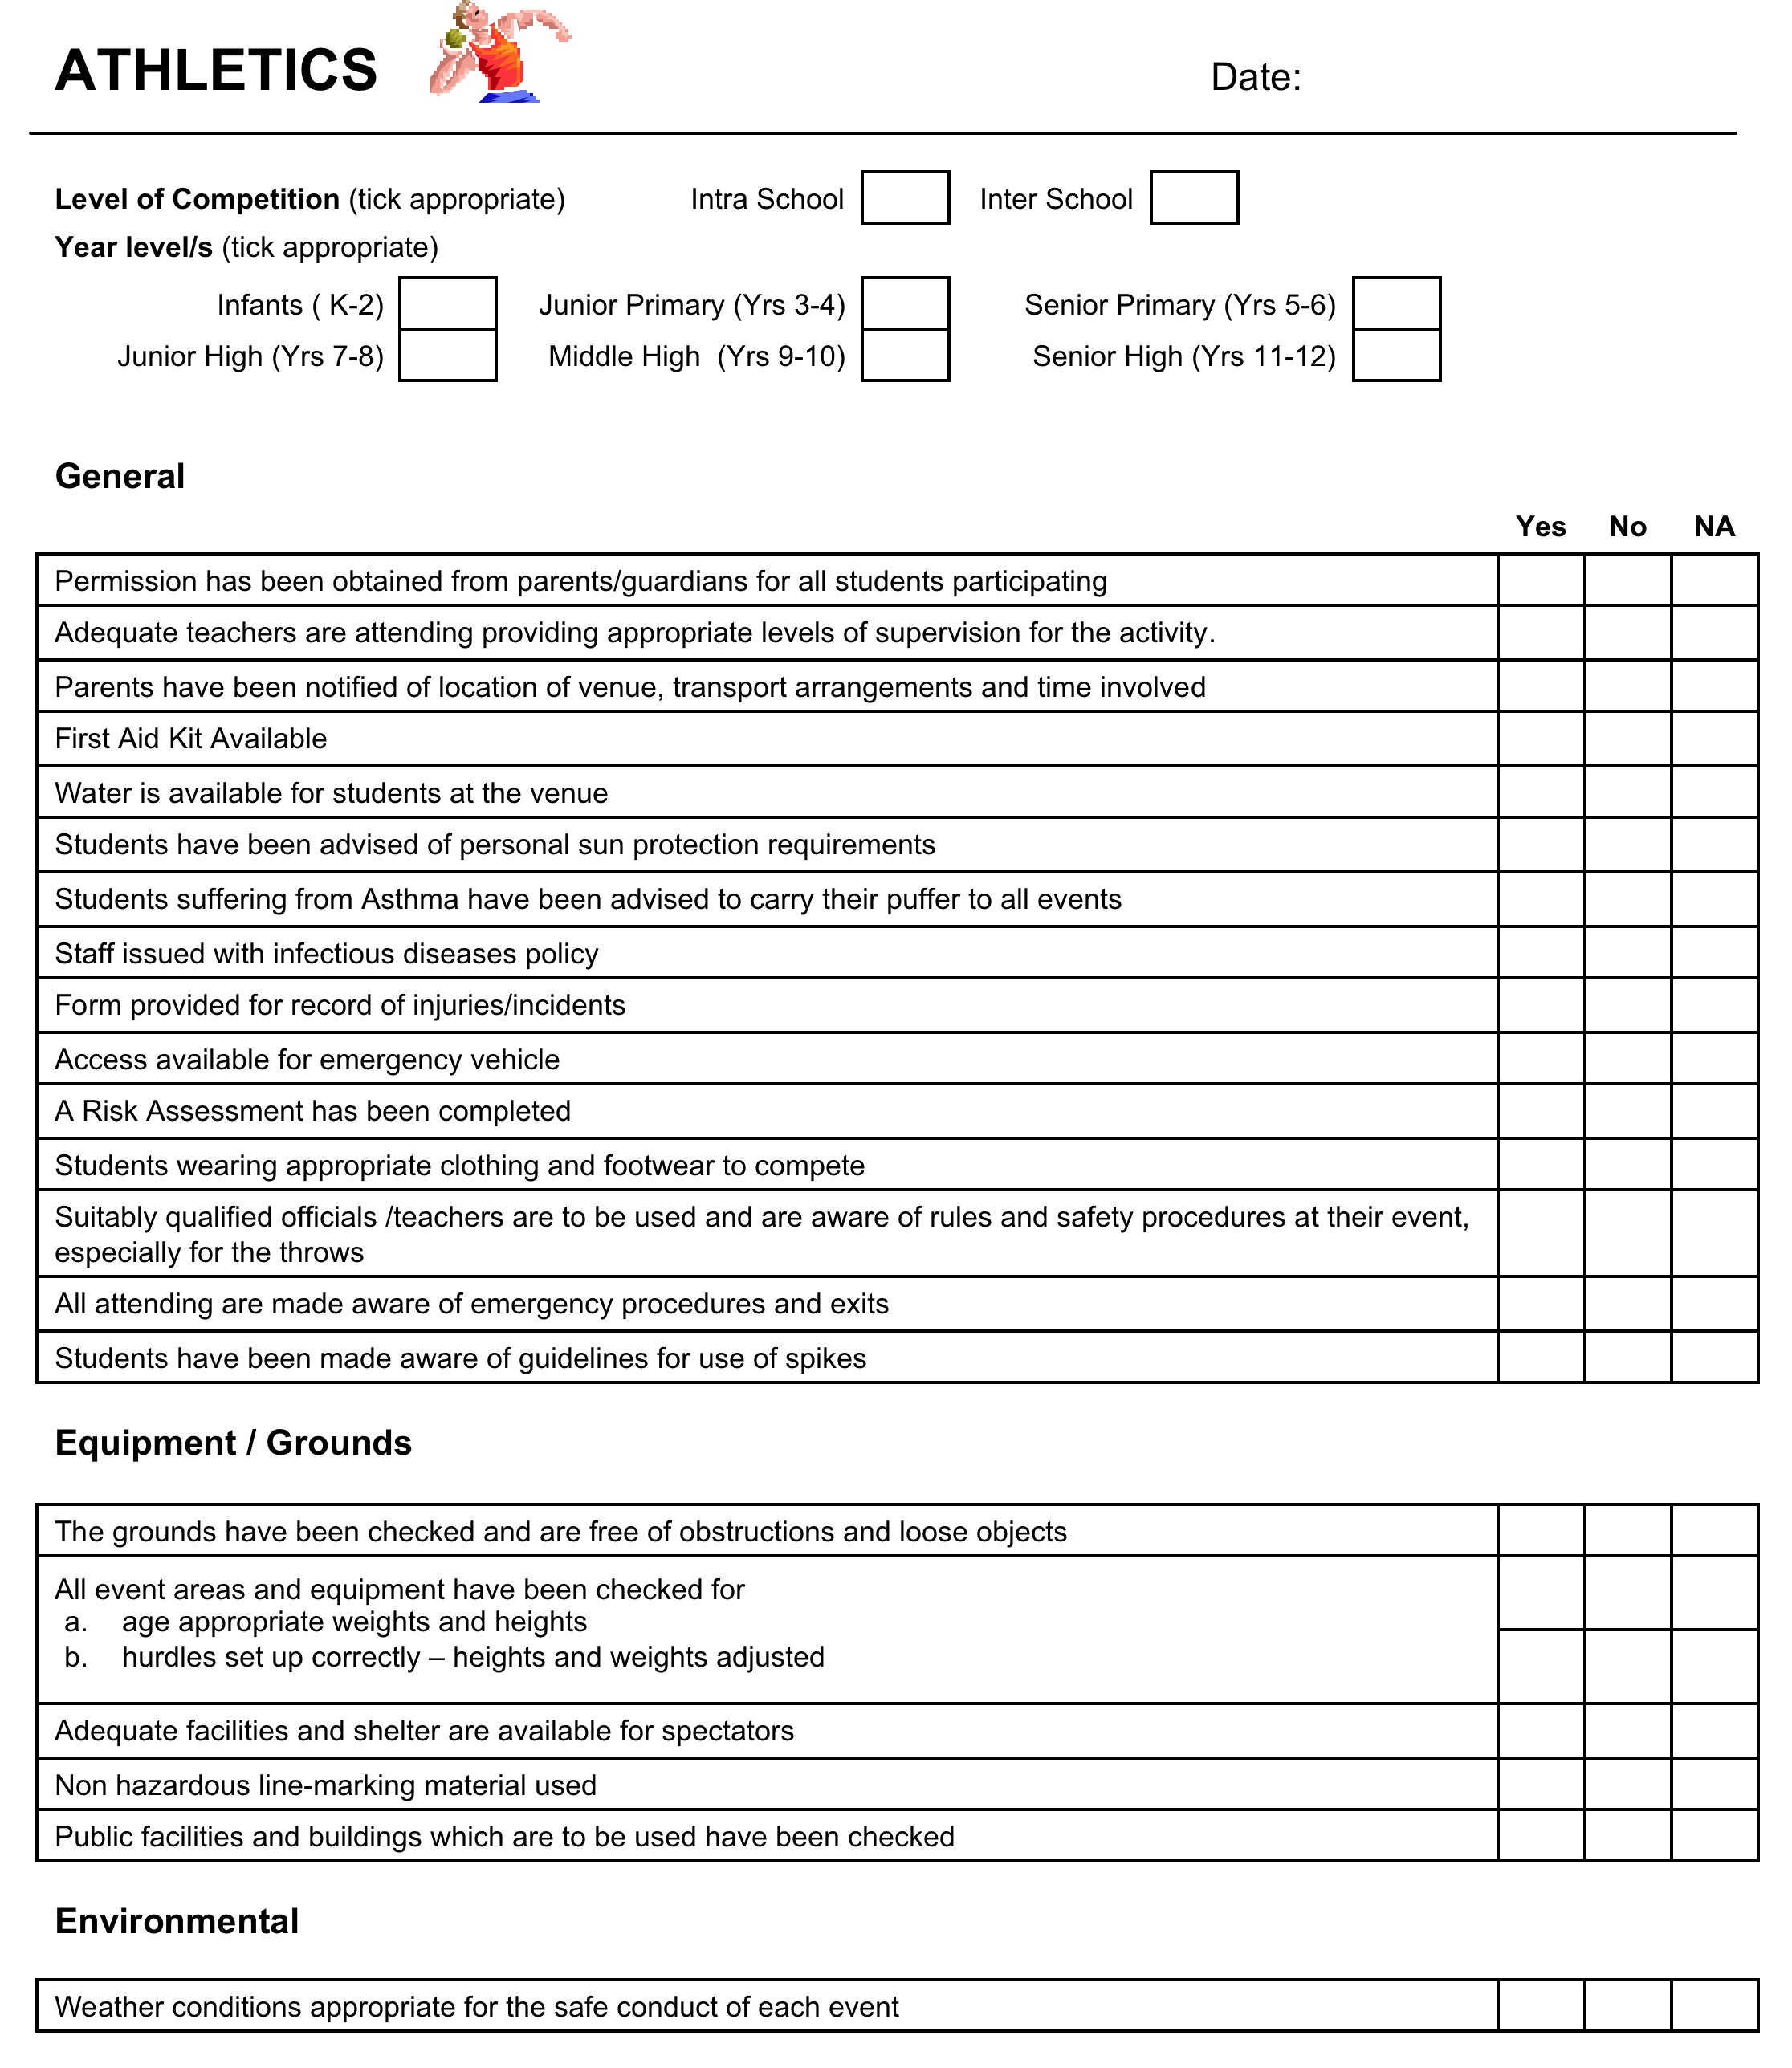 ATHLETICS Date:
Level of Competition (tick appropriate) Intra School Inter School
Year level/s (tick appropriate)
Infants ( K-2) Junior Primary (Yrs 3-4) Senior Primary (Yrs 5-6)
Junior High (Yrs 7-8) Middle High (Yrs 9-10) Senior High (Yrs 11-12)
General
Yes No NA
Permission has been obtained from parents/guardians for all students participating
Adequate teachers are attending providing appropriate levels of supervision for the activity.
Parents have been notified of location of venue, transport arrangements and time involved
First Aid Kit Available
Water is available for students at the venue
Students have been advised of personal sun protection requirements
Students suffering from Asthma have been advised to carry their puffer to all events
Staff issued with infectious diseases policy
Form provided for record of injuries/incidents
Access available for emergency vehicle
A Risk Assessment has been completed
Students wearing appropriate clothing and footwear to compete
Suitably qualified officials /teachers are to be used and are aware of rules and safety procedures at their event,
especially for the throws
All attending are made aware of emergency procedures and exits
Students have been made aware of guidelines for use of spikes
Equipment / Grounds
The grounds have been checked and are free of obstructions and loose objects
All event areas and equipment have been checked for
a. age appropriate weights and heights
b. hurdles set up correctly – heights and weights adjusted
Adequate facilities and shelter are available for spectators
Non hazardous line-marking material used
Public facilities and buildings which are to be used have been checked
Environmental
Weather conditions appropriate for the safe conduct of each event